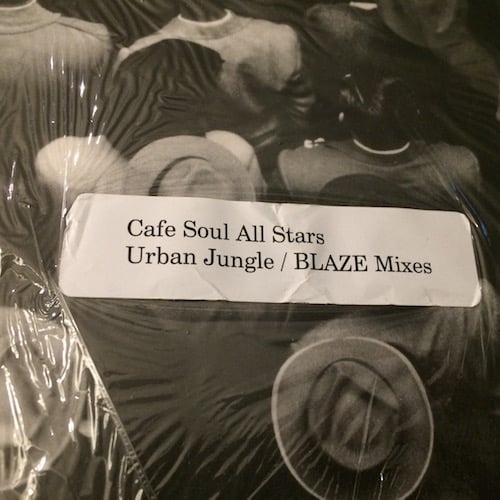 Cafe Soul All Stars
Urban Jungle / BLAZE Mixes